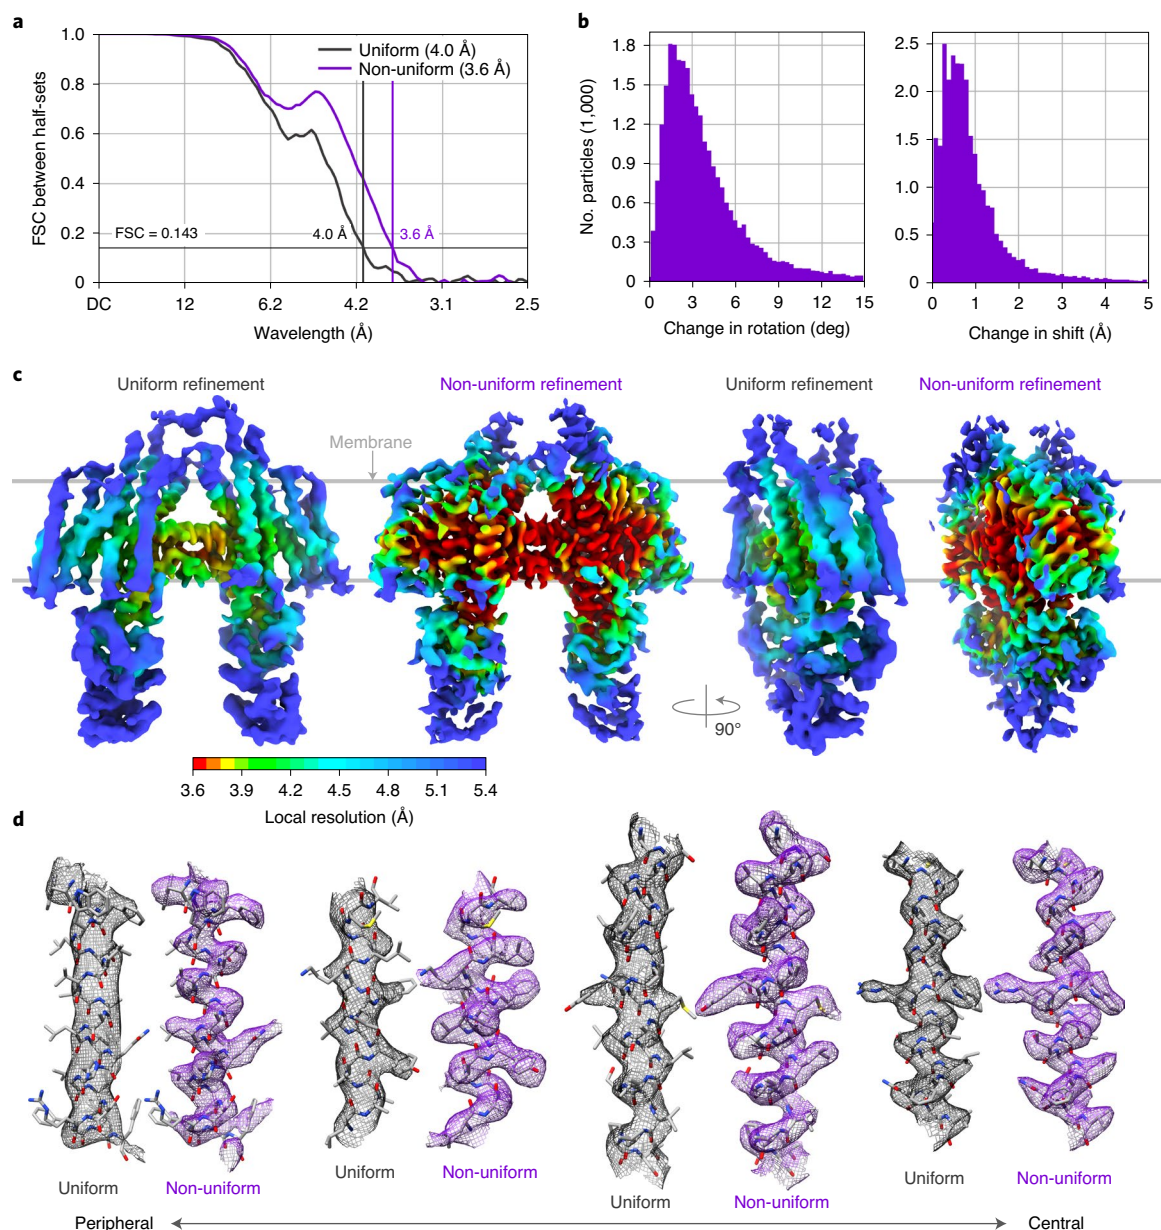 a
1.0
0.8
0.6
0.4
0.2
0
FSC between half-sets
Uniform (4.0 Å)
Non-uniform (3.6 Å)
FSC = 0.143
4.0 Å
3.6 Å
DC
12
6.2
4.2
3.1
2.5
Wavelength (Å)
b
1.8
1.5
1.2
0.9
0.6
0.3
0
No. particles (1,000)
0
3
6
9
12
15
Change in rotation (deg)
2.5
2.0
1.5
1.0
0.5
0
0
1
2
3
4
5
Change in shift (Å)
c
Uniform refinement
Non-uniform refinement
Uniform refinement
Non-uniform refinement
Membrane
90°
3.6
3.9
4.2
4.5
4.8
5.1
5.4
Local resolution (Å)
d
Uniform
Non-uniform
Uniform
Non-uniform
Uniform
Non-uniform
Uniform
Non-uniform
Peripheral
Central